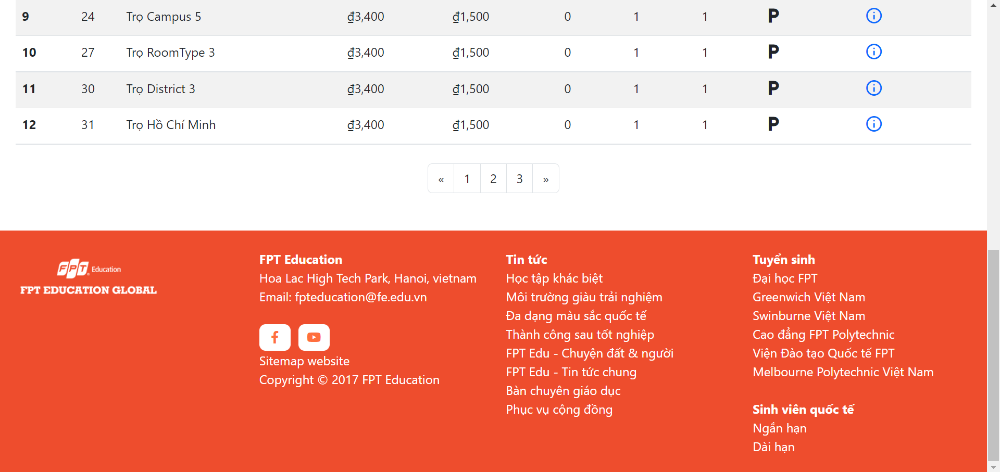 9 24 Trọ Campus 5 ₫3,400 ₫1,500 0 1 1 P
10 27 Trọ RoomType 3 ₫3,400 ₫1,500 0 1 1 P
11 30 Trọ District 3 ₫3,400 ₫1,500 0 1 1 P
12 31 Trọ Hồ Chí Minh ₫3,400 ₫1,500 0 1 1 P
« 1 2 3 »
FPT Education
FPT EDUCATION GLOBAL
FPT Education
Hoa Lac High Tech Park, Hanoi, vietnam
Email: fpteducation@fe.edu.vn
Sitemap website
Copyright © 2017 FPT Education
Tin tức
Học tập khác biệt
Môi trường giàu trải nghiệm
Đa dạng màu sắc quốc tế
Thành công sau tốt nghiệp
FPT Edu - Chuyện đất & người
FPT Edu - Tin tức chung
Bàn chuyên giáo dục
Phục vụ cộng đồng
Tuyển sinh
Đại học FPT
Greenwich Việt Nam
Swinburne Việt Nam
Cao đẳng FPT Polytechnic
Viện Đào tạo Quốc tế FPT
Melbourne Polytechnic Việt Nam
Sinh viên quốc tế
Ngắn hạn
Dài hạn